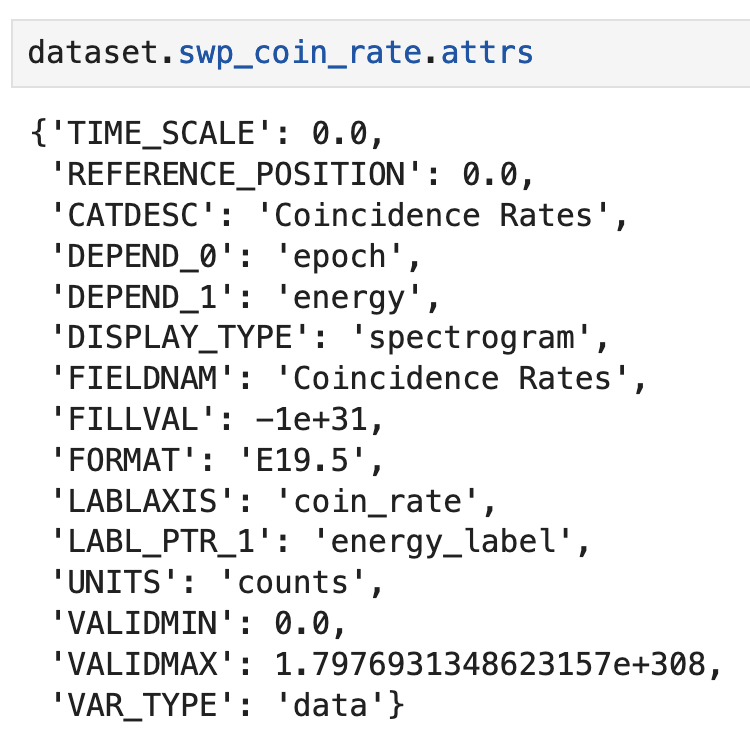 dataset.swp_coin_rate.attrs
{'TIME_SCALE': 0.0,
 'REFERENCE_POSITION': 0.0,
 'CATDESC': 'Coincidence Rates',
 'DEPEND_0': 'epoch',
 'DEPEND_1': 'energy',
 'DISPLAY_TYPE': 'spectrogram',
 'FIELDNAM': 'Coincidence Rates',
 'FILLVAL': -1e+31,
 'FORMAT': 'E19.5',
 'LABLAXIS': 'coin_rate',
 'LABL_PTR_1': 'energy_label',
 'UNITS': 'counts',
 'VALIDMIN': 0.0,
 'VALIDMAX': 1.7976931348623157e+308,
 'VAR_TYPE': 'data'}